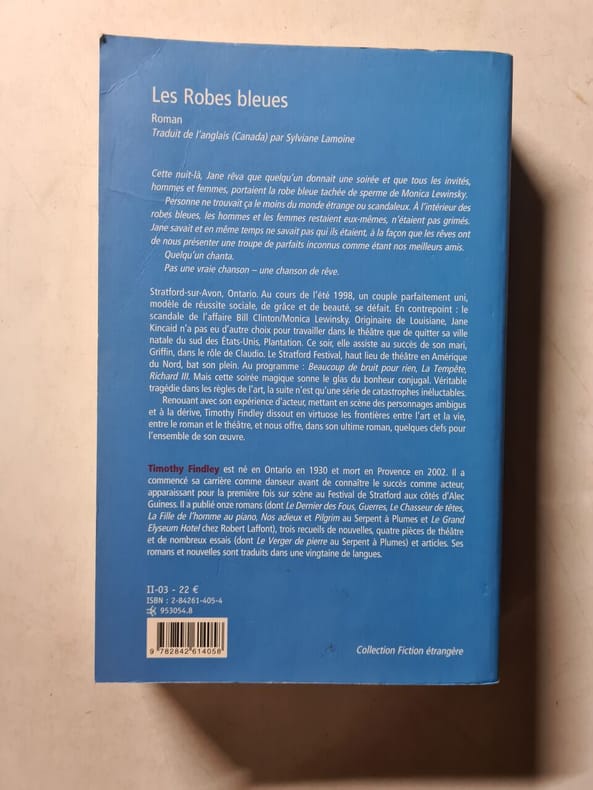 Les Robes bleues
Roman
Traduit de l'anglais (Canada) par Sylviane Lamoine
Cette nuit-là, Jane rêva que quelqu'un donnait une soirée et que tous les invités,
hommes et femmes, portaient la robe bleue tachée de sperme de Monica Lewinsky.
Personne ne trouvait ça le moins du monde étrange ou scandaleux. À l'intérieur des
robes bleues, les hommes et les femmes restaient eux-mêmes, n'étaient pas grimés.
Jane savait et en même temps ne savait pas qui ils étaient, à la façon que les rêves ont
de nous présenter une troupe de parfaits inconnus comme étant nos meilleurs amis.
Quelqu'un chanta.
Pas une vraie chanson – une chanson de rêve.
Stratford-sur-Avon, Ontario. Au cours de l'été 1998, un couple parfaitement uni,
modèle de réussite sociale, de grâce et de beauté, se défait. En contrepoint : le
scandale de l'affaire Bill Clinton/Monica Lewinsky. Originaire de Louisiane, Jane
Kincaid n'a pas eu d'autre choix pour travailler dans le théâtre que de quitter sa ville
natale du sud des États-Unis, Plantation. Ce soir, elle assiste au succès de son mari,
Griffin, dans le rôle de Claudio. Le Stratford Festival, haut lieu de théâtre en Amérique
du Nord, bat son plein. Au programme : Beaucoup de bruit pour rien, La Tempête,
Richard III. Mais cette soirée magique sonne le glas du bonheur conjugal. Véritable
tragédie dans les règles de l'art, la suite n'est qu'une série de catastrophes inéluctables.
Renouant avec son expérience d'acteur, mettant en scène des personnages ambigus
et à la dérive, Timothy Findley dissout en virtuose les frontières entre l'art et la vie,
entre le roman et le théâtre, et nous offre, dans son ultime roman, quelques clefs pour
l'ensemble de son œuvre.
Timothy Findley est né en Ontario en 1930 et mort en Provence en 2002. Il a
commencé sa carrière comme danseur avant de connaître le succès comme acteur,
apparaissant pour la première fois sur scène au Festival de Stratford aux côtés d'Alec
Guiness. Il a publié onze romans (dont Le Dernier des Fous, Guerres, Le Chasseur de têtes,
La Fille de l'homme au piano, Nos adieux et Pilgrim au Serpent à Plumes et Le Grand
Elyseum Hotel chez Robert Laffont), trois recueils de nouvelles, quatre pièces de théâtre
et de nombreux essais (dont Le Verger de pierre au Serpent à Plumes) et articles. Ses
romans et nouvelles sont traduits dans une vingtaine de langues.
II-03 - 22 €
ISBN : 2-84261-405-4
953054.8
9 782842 614058
Collection Fiction étrangère